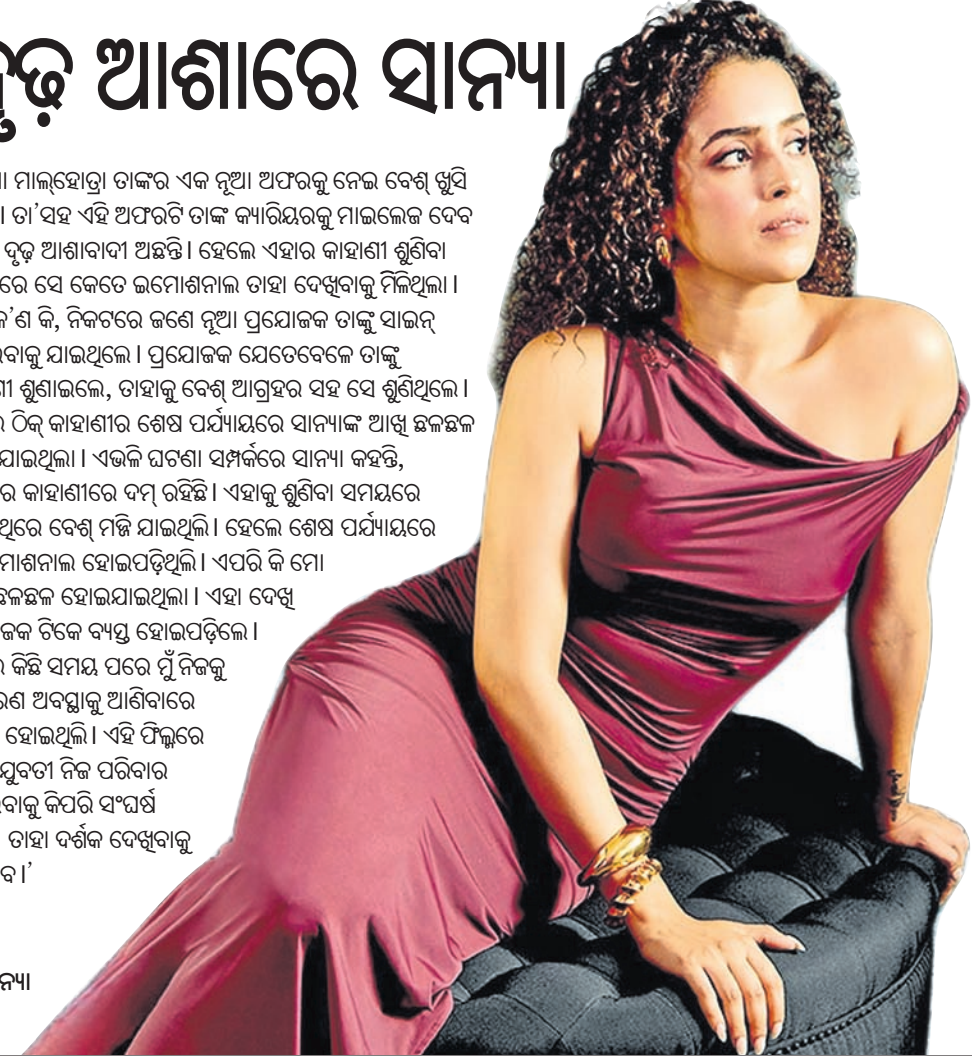 ଦୃଢ଼ ଆଶାରେ ସାନ୍ୟା
ମାଲ୍‌ହୋତ୍ରା ତାଙ୍କର ଏକ ନୂଆ ଅଫରକୁ ନେଇ ବେଶ୍ ଖୁସି
। ତା'ସହ ଏହି ଅଫରଟି ତାଙ୍କ କ୍ୟାରିୟରକୁ ମାଇଲେଜ ଦେବ
ଦୃଢ଼ ଆଶାବାଦୀ ଅଛନ୍ତି। ହେଲେ ଏହାର କାହାଣୀ ଶୁଣିବା
ରେ ସେ କେତେ ଇମୋଶନାଲ ତାହା ଦେଖିବାକୁ ମିଳିଥିଲା।
'ଣ କି, ନିକଟରେ ଜଣେ ନୂଆ ପ୍ରଯୋଜକ ତାଙ୍କୁ ସାଇନ୍
ବାକୁ ଯାଇଥିଲେ। ପ୍ରଯୋଜକ ଯେତେବେଳେ ତାଙ୍କୁ
ଶୁଣାଇଲେ, ତାହାକୁ ବେଶ୍ ଆଗ୍ରହର ସହ ସେ ଶୁଣିଥିଲେ।
ଠିକ୍ କାହାଣୀର ଶେଷ ପର୍ଯ୍ୟାୟରେ ସାନ୍ୟାଙ୍କ ଆଖି ଛଳଛଳ
ଯାଇଥିଲା। ଏଭଳି ଘଟଣା ସମ୍ପର୍କରେ ସାନ୍ୟା କହନ୍ତି,
ର କାହାଣୀରେ ଦମ୍ ରହିଛି। ଏହାକୁ ଶୁଣିବା ସମୟରେ
ଥିରେ ବେଶ୍ ମଜି ଯାଇଥିଲି। ହେଲେ ଶେଷ ପର୍ଯ୍ୟାୟରେ
ମୋଶନାଲ ହୋଇପଡ଼ିଥିଲି। ଏପରି କି ମୋ
ଛଳଛଳ ହୋଇଯାଇଥିଲା। ଏହା ଦେଖି
ଜକ ଟିକେ ବ୍ୟସ୍ତ ହୋଇପଡ଼ିଲେ।
କିଛି ସମୟ ପରେ ମୁଁ ନିଜକୁ
ରଣ ଅବସ୍ଥାକୁ ଆଣିବାରେ
ହୋଇଥିଲି। ଏହି ଫିଲ୍ମରେ
ଯୁବତୀ ନିଜ ପରିବାର
ବାକୁ କିପରି ସଂଘର୍ଷ
ତାହା ଦର୍ଶକ ଦେଖିବାକୁ
ବ।'
ନ୍ୟା